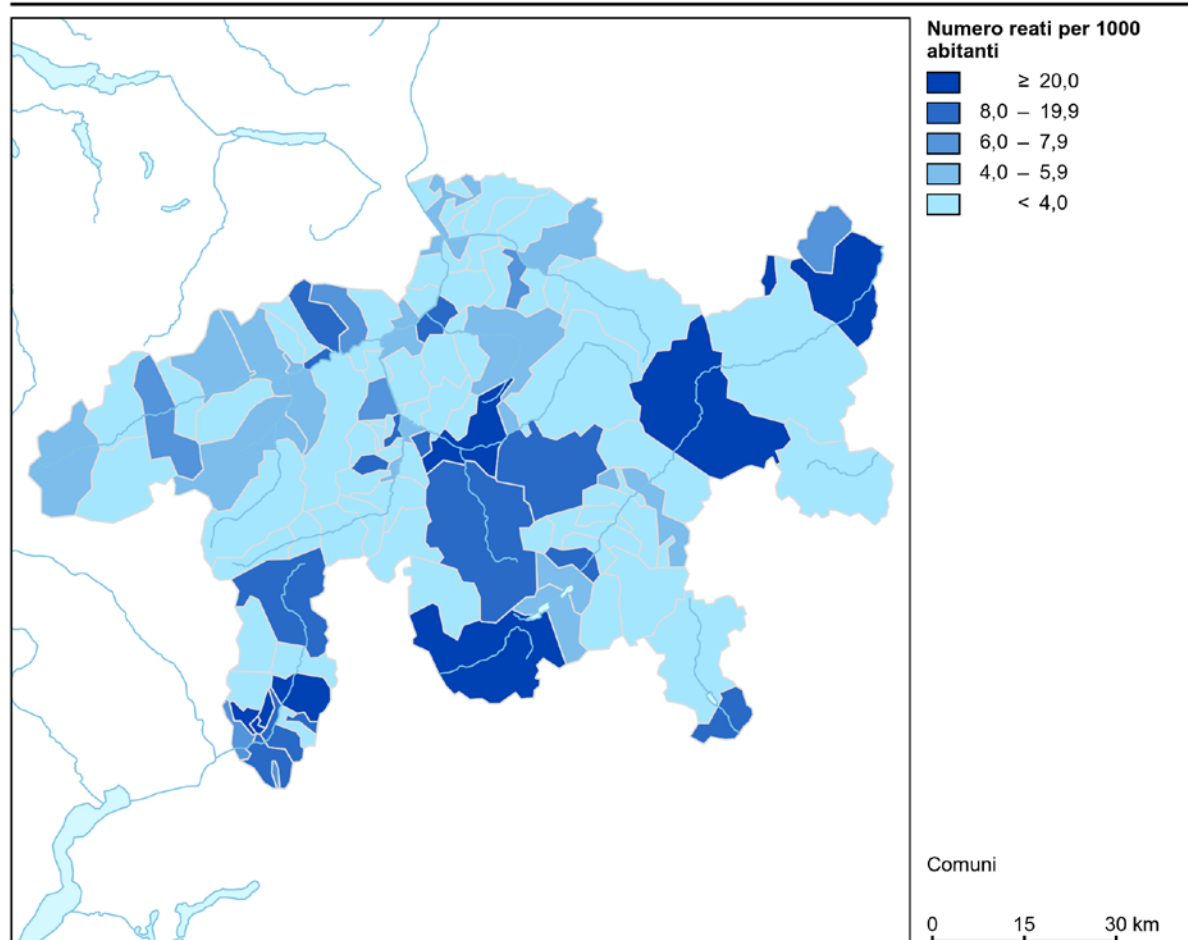 Numero reati per 1000
abitanti
≥ 20,0
8,0 – 19,9
6,0 – 7,9
4,0 – 5,9
< 4,0
Comuni
0 15 30 km